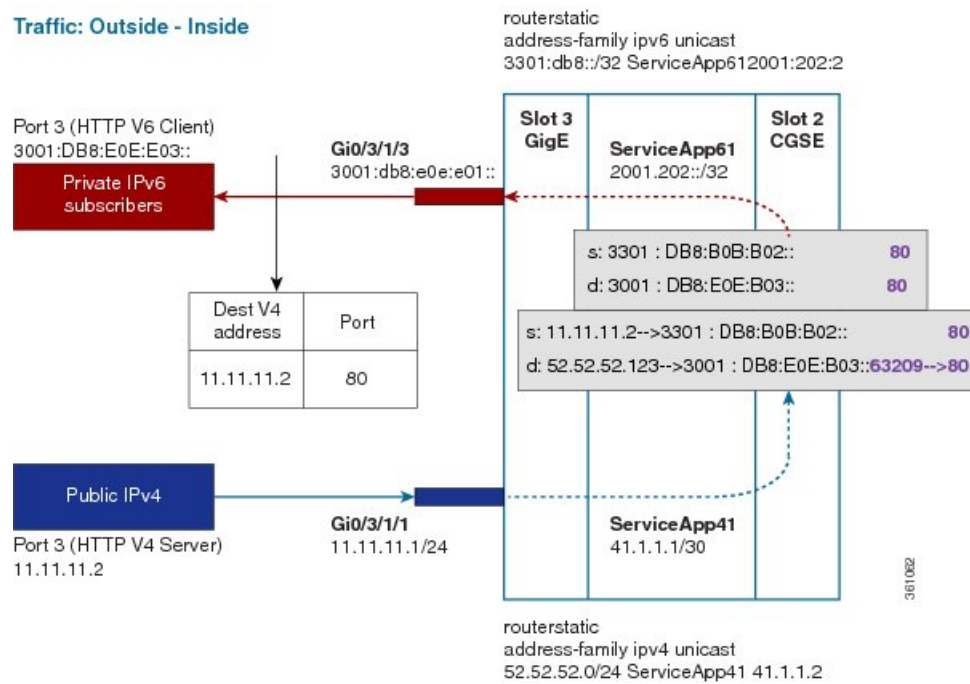 Traffic: Outside - Inside
routerstatic
address-family ipv6 unicast
3301:db8::/32 ServiceApp612001:202:2
Port 3 (HTTP V6 Client)
3001:DB8:E0E:E03::
Private IPv6
subscribers
Gi0/3/1/3
3001:db8:e0e:e01::
Slot 3
GigE
ServiceApp61
2001.202::/32
Slot 2
CGSE
s: 3301 : DB8:B0B:B02:: 80
d: 3001 : DB8:E0E:B03:: 80
Dest V4
address
Port
11.11.11.2
80
s: 11.11.11.2-->3301 : DB8:B0B:B02:: 80
d: 52.52.52.123-->3001 : DB8:E0E:B03::63209-->80
Public IPv4
Port 3 (HTTP V4 Server)
11.11.11.2
Gi0/3/1/1
11.11.11.1/24
ServiceApp41
41.1.1.1/30
361062
routerstatic
address-family ipv4 unicast
52.52.52.0/24 ServiceApp41 41.1.1.2